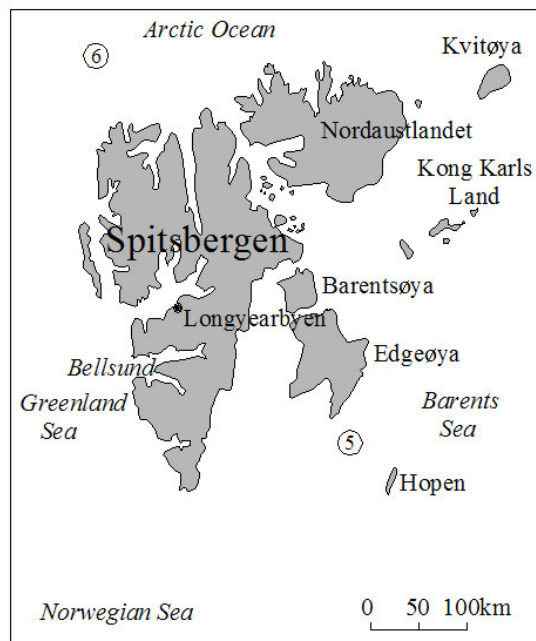 Arctic Ocean
6
Kvitøya
Nordaustlandet
Kong Karls
Land
Spitsbergen
Barentsøya
Longyearbyen
Bellsund
Edgeøya
Greenland
Sea
Barents
Sea
5
Hopen
Norwegian Sea
0 50 100km